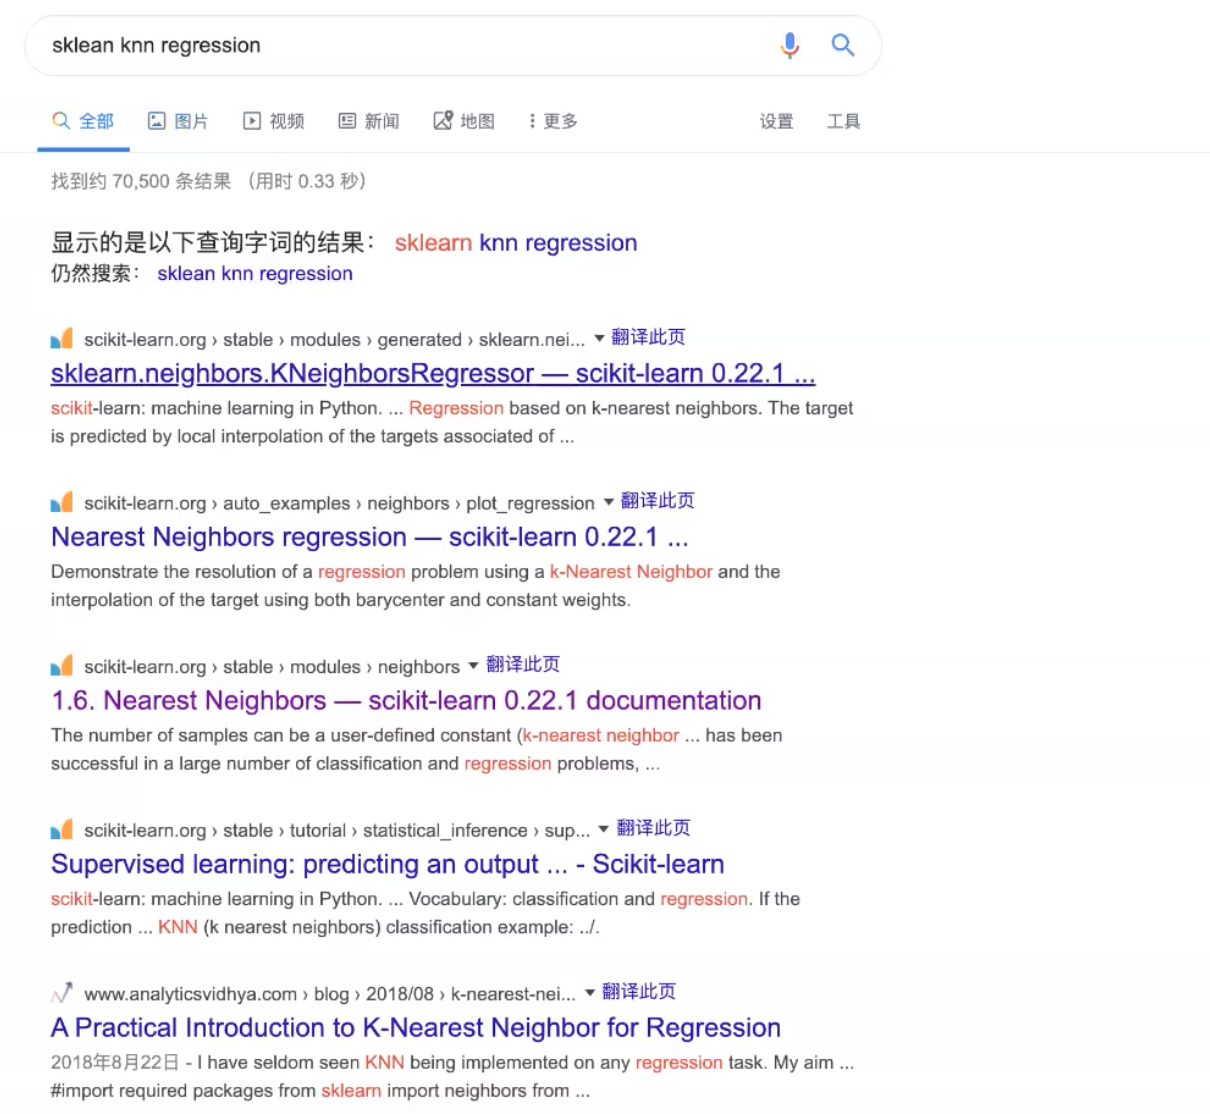 sklean knn regression
全部 图片 视频 新闻 地图 更多 设置 工具
找到约 70,500 条结果 （用时 0.33 秒）
显示的是以下查询字词的结果： sklearn knn regression
仍然搜索： sklean knn regression
scikit-learn.org › stable › modules › generated › sklearn.nei... 翻译此页
sklearn.neighbors.KNeighborsRegressor — scikit-learn 0.22.1 ...
scikit-learn: machine learning in Python. ... Regression based on k-nearest neighbors. The target
is predicted by local interpolation of the targets associated of ...
scikit-learn.org › auto_examples › neighbors › plot_regression 翻译此页
Nearest Neighbors regression — scikit-learn 0.22.1 ...
Demonstrate the resolution of a regression problem using a k-Nearest Neighbor and the
interpolation of the target using both barycenter and constant weights.
scikit-learn.org › stable › modules › neighbors 翻译此页
1.6. Nearest Neighbors — scikit-learn 0.22.1 documentation
The number of samples can be a user-defined constant (k-nearest neighbor ... has been
successful in a large number of classification and regression problems, ...
scikit-learn.org › stable › tutorial › statistical_inference › sup... 翻译此页
Supervised learning: predicting an output ... - Scikit-learn
scikit-learn: machine learning in Python. ... Vocabulary: classification and regression. If the
prediction ... KNN (k nearest neighbors) classification example: ../.
www.analyticsvidhya.com › blog › 2018/08 › k-nearest-nei... 翻译此页
A Practical Introduction to K-Nearest Neighbor for Regression
2018年8月22日 - I have seldom seen KNN being implemented on any regression task. My aim ...
#import required packages from sklearn import neighbors from ...